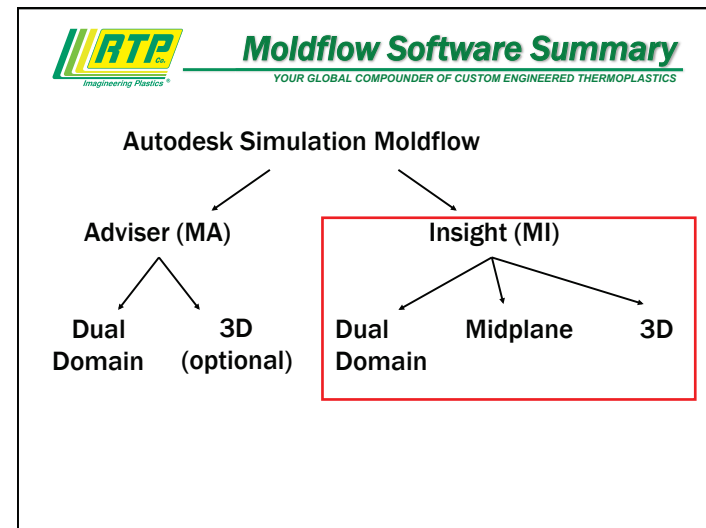 RTP
Co.
Imagineering Plastics®
Moldflow Software Summary
YOUR GLOBAL COMPOUNDER OF CUSTOM ENGINEERED THERMOPLASTICS
Autodesk Simulation Moldflow
Adviser (MA)
Insight (MI)
Dual
Domain
3D
(optional)
Dual
Domain
Midplane
3D